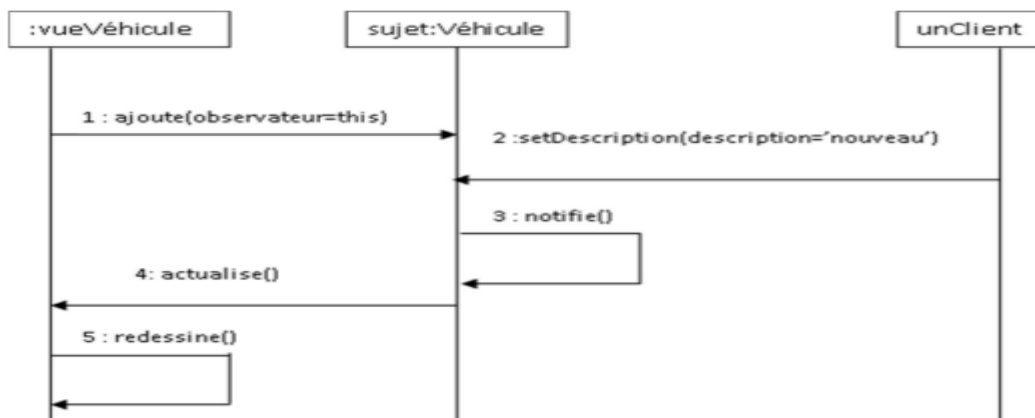 :vueVéhicule
sujet:Véhicule
unClient
1 : ajoute(observateur=this)
2 :setDescription(description='nouveau')
3 : notifie()
4: actualise()
5 : redessine()